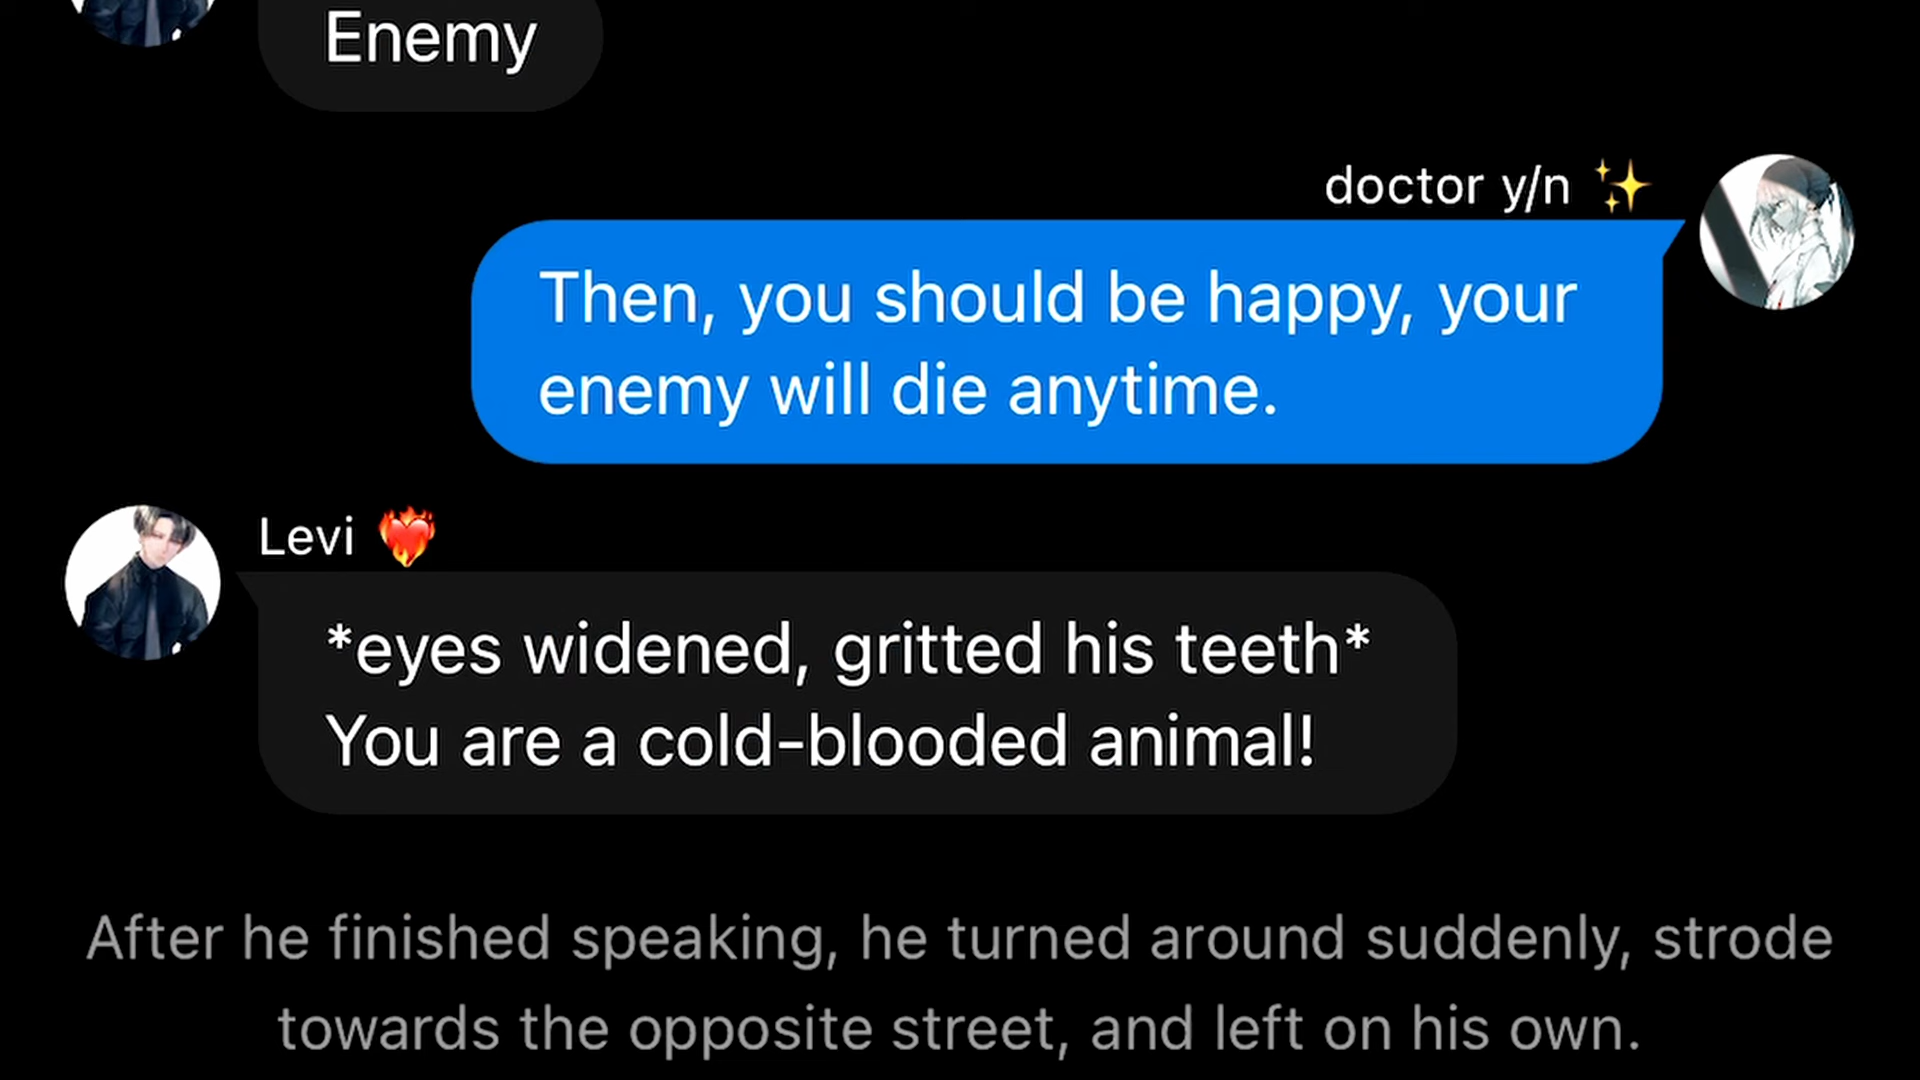 Enemy
doctor y/n ✨
Then, you should be happy, your
enemy will die anytime.
Levi ❤️‍🔥
*eyes widened, gritted his teeth*
You are a cold-blooded animal!
After he finished speaking, he turned around suddenly, strode
towards the opposite street, and left on his own.